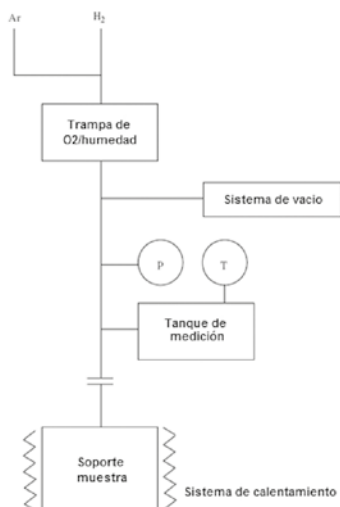 Ar
H2
Trampa de
O2/humedad
Sistema de vacio
P
T
Tanque de
medición
Soporte
muestra
Sistema de calentamiento